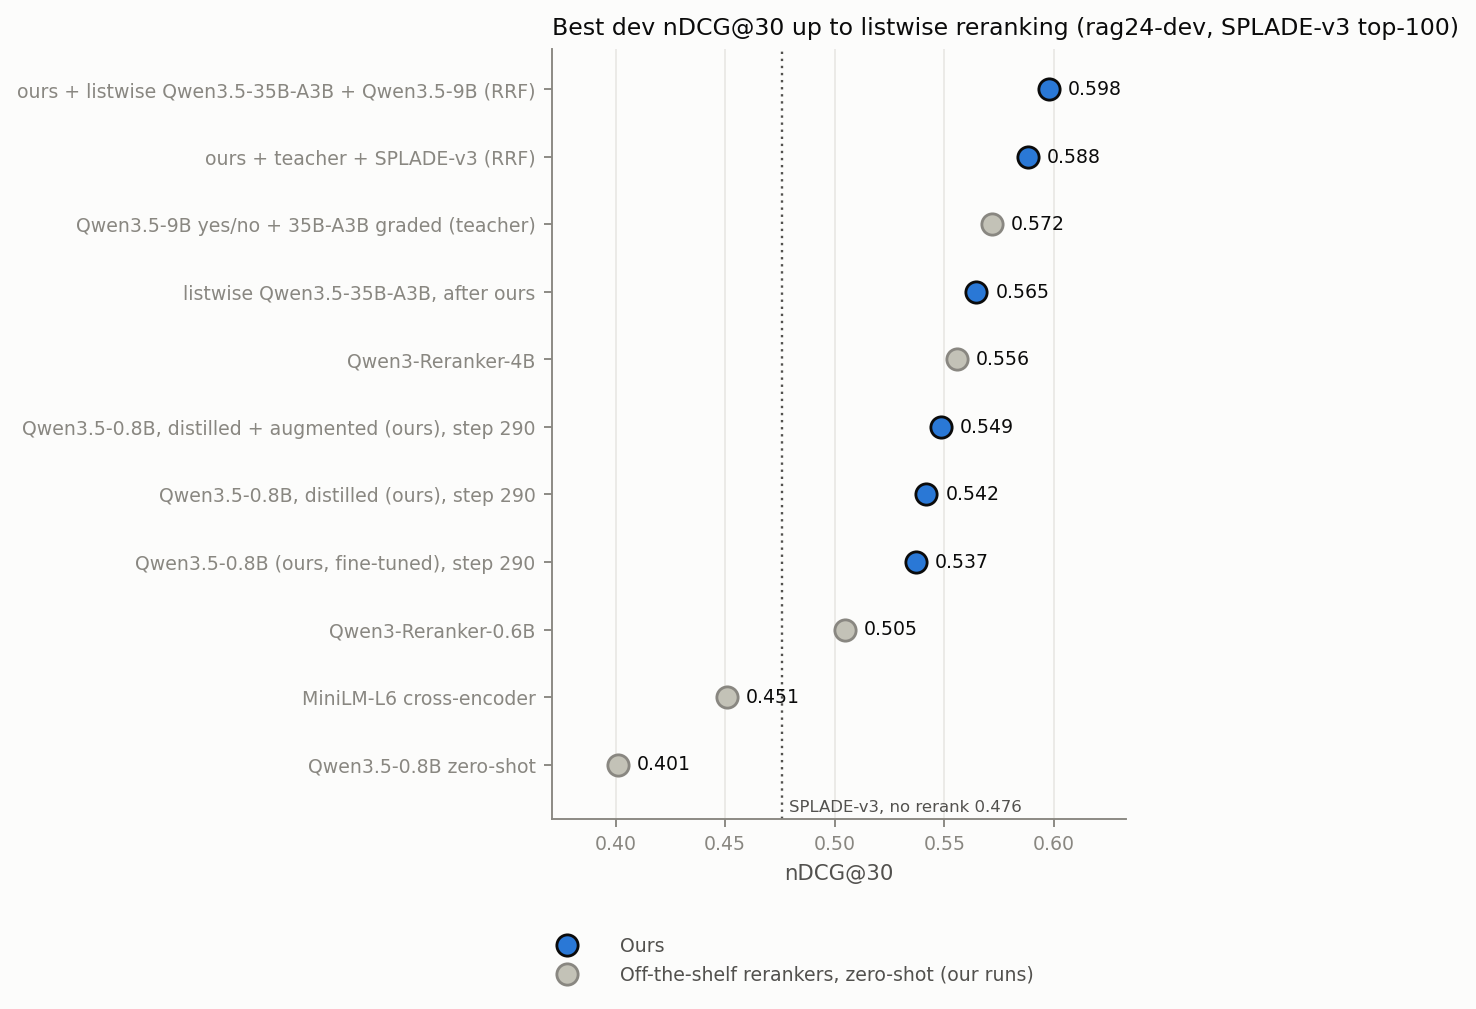 Best dev nDCG@30 up to listwise reranking (rag24-dev, SPLADE-v3 top-100)
ours + listwise Qwen3.5-35B-A3B + Qwen3.5-9B (RRF) 0.598
ours + teacher + SPLADE-v3 (RRF) 0.588
Qwen3.5-9B yes/no + 35B-A3B graded (teacher) 0.572
listwise Qwen3.5-35B-A3B, after ours 0.565
Qwen3-Reranker-4B 0.556
Qwen3.5-0.8B, distilled + augmented (ours), step 290 0.549
Qwen3.5-0.8B, distilled (ours), step 290 0.542
Qwen3.5-0.8B (ours, fine-tuned), step 290 0.537
Qwen3-Reranker-0.6B 0.505
MiniLM-L6 cross-encoder 0.451
Qwen3.5-0.8B zero-shot 0.401
SPLADE-v3, no rerank 0.476
0.40 0.45 0.50 0.55 0.60
nDCG@30
Ours
Off-the-shelf rerankers, zero-shot (our runs)